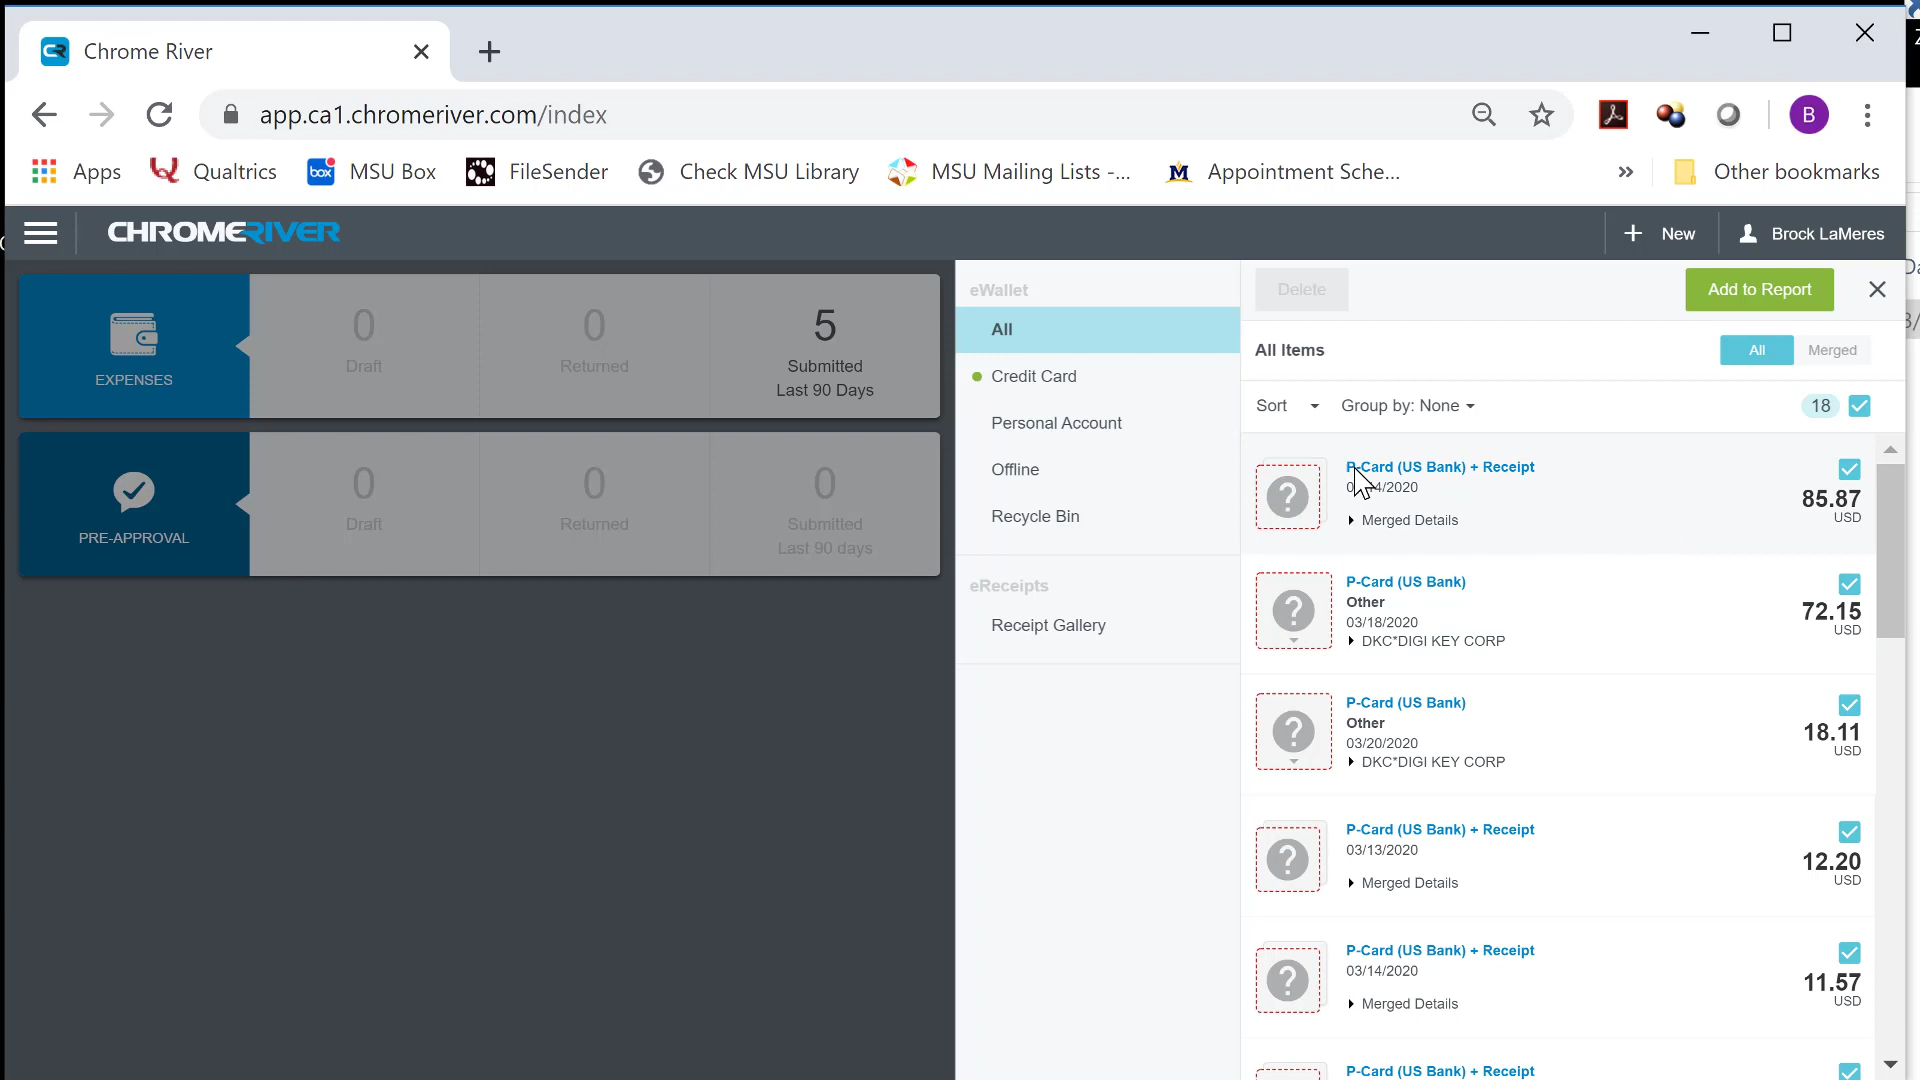 Chrome River
app.ca1.chromeriver.com/index
B
Apps
Qualtrics
box
MSU Box
FileSender
Check MSU Library
MSU Mailing Lists -...
M
Appointment Sche...
»
Other bookmarks
CHROMERIVER
+ New
Brock LaMeres
EXPENSES
0
Draft
0
Returned
5
Submitted
Last 90 Days
PRE-APPROVAL
0
Draft
0
Returned
0
Submitted
Last 90 days
eWallet
All
Credit Card
Personal Account
Offline
Recycle Bin
eReceipts
Receipt Gallery
Delete
Add to Report
All Items
All
Merged
Sort
Group by: None
18
P-Card (US Bank) + Receipt
4/2020
Merged Details
85.87
USD
P-Card (US Bank)
Other
03/18/2020
DKC*DIGI KEY CORP
72.15
USD
P-Card (US Bank)
Other
03/20/2020
DKC*DIGI KEY CORP
18.11
USD
P-Card (US Bank) + Receipt
03/13/2020
Merged Details
12.20
USD
P-Card (US Bank) + Receipt
03/14/2020
Merged Details
11.57
USD
P-Card (US Bank) + Receipt